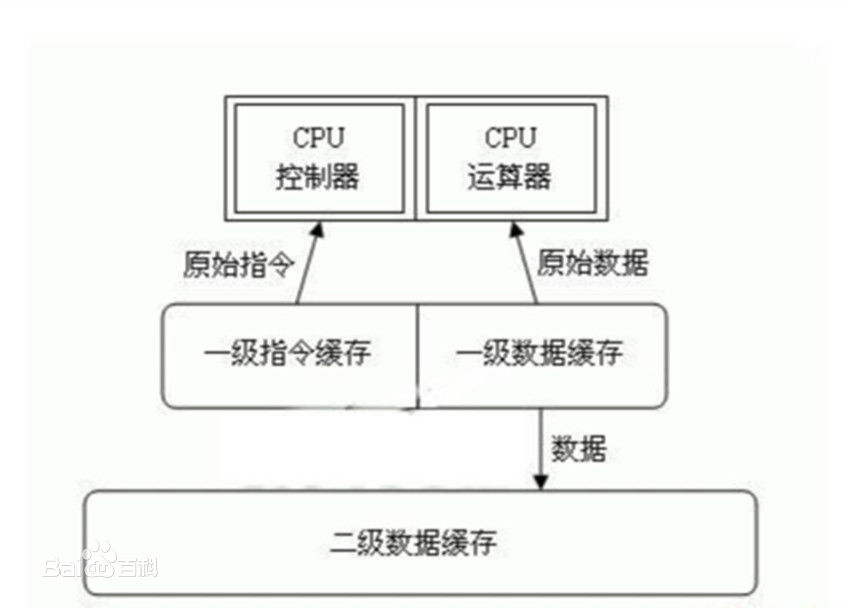 CPU
控制器
CPU
运算器
原始指令
原始数据
一级指令缓存
一级数据缓存
数据
二级数据缓存
Bai百科